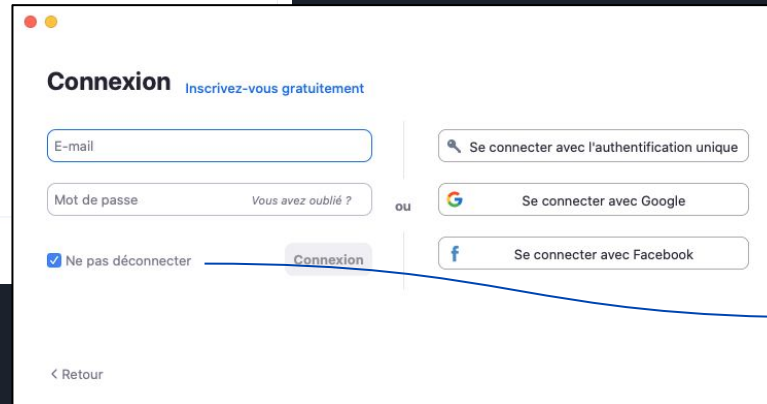 Connexion Inscrivez-vous gratuitement
E-mail
Mot de passe Vous avez oublié ?
Ne pas déconnecter Connexion
ou
Se connecter avec l'authentification unique
Se connecter avec Google
Se connecter avec Facebook
< Retour